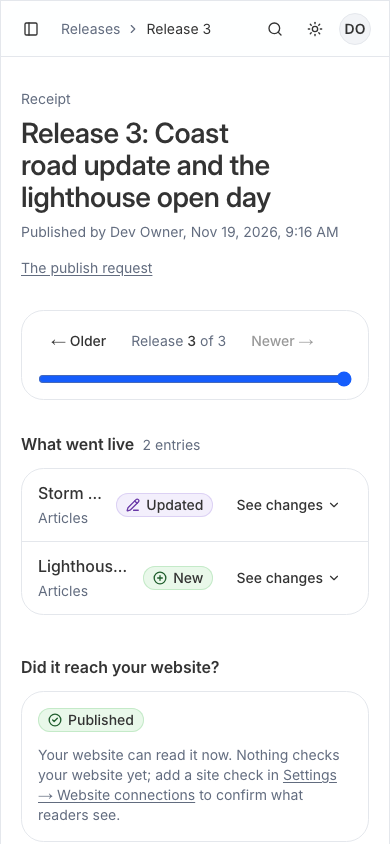 Releases > Release 3
DO
Receipt
Release 3: Coast
road update and the
lighthouse open day
Published by Dev Owner, Nov 19, 2026, 9:16 AM
The publish request
← Older Release 3 of 3 Newer →
What went live 2 entries
Storm ... Updated See changes
Articles
Lighthous... New See changes
Articles
Did it reach your website?
Published
Your website can read it now. Nothing checks
your website yet; add a site check in Settings
→ Website connections to confirm what
readers see.